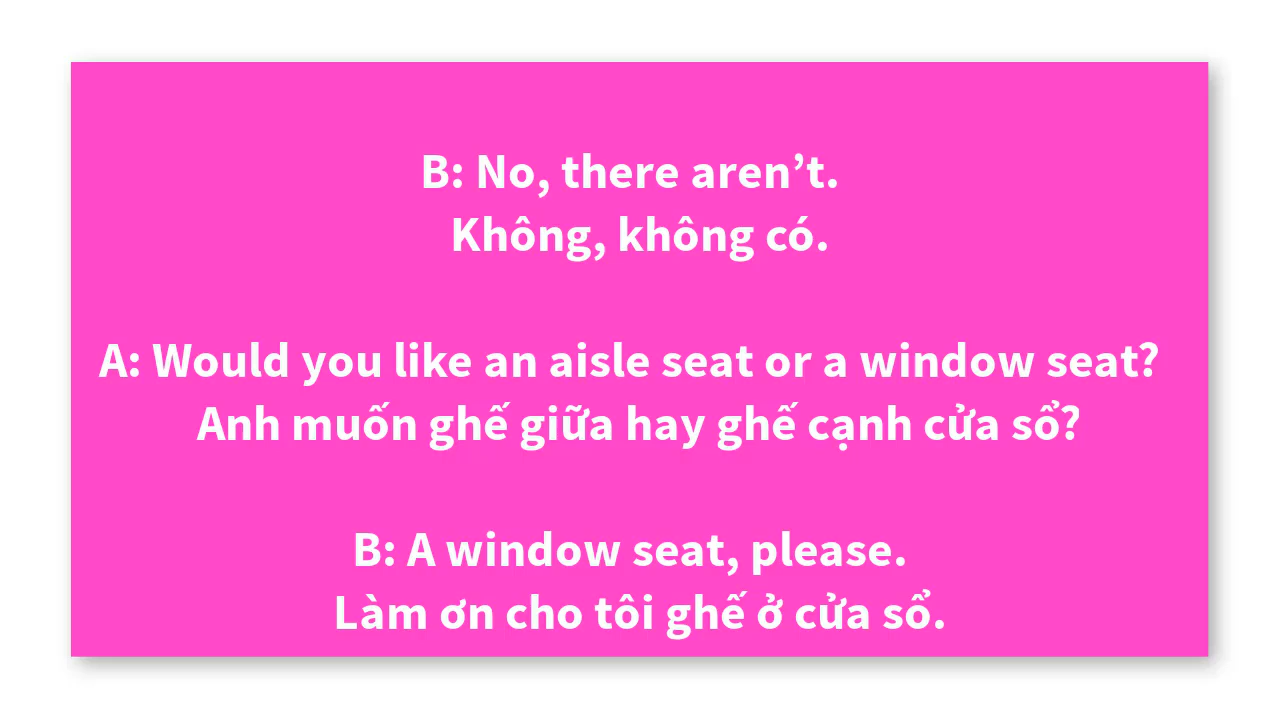 B: No, there aren’t.
Không, không có.
A: Would you like an aisle seat or a window seat?
Anh muốn ghế giữa hay ghế cạnh cửa sổ?
B: A window seat, please.
Làm ơn cho tôi ghế ở cửa sổ.